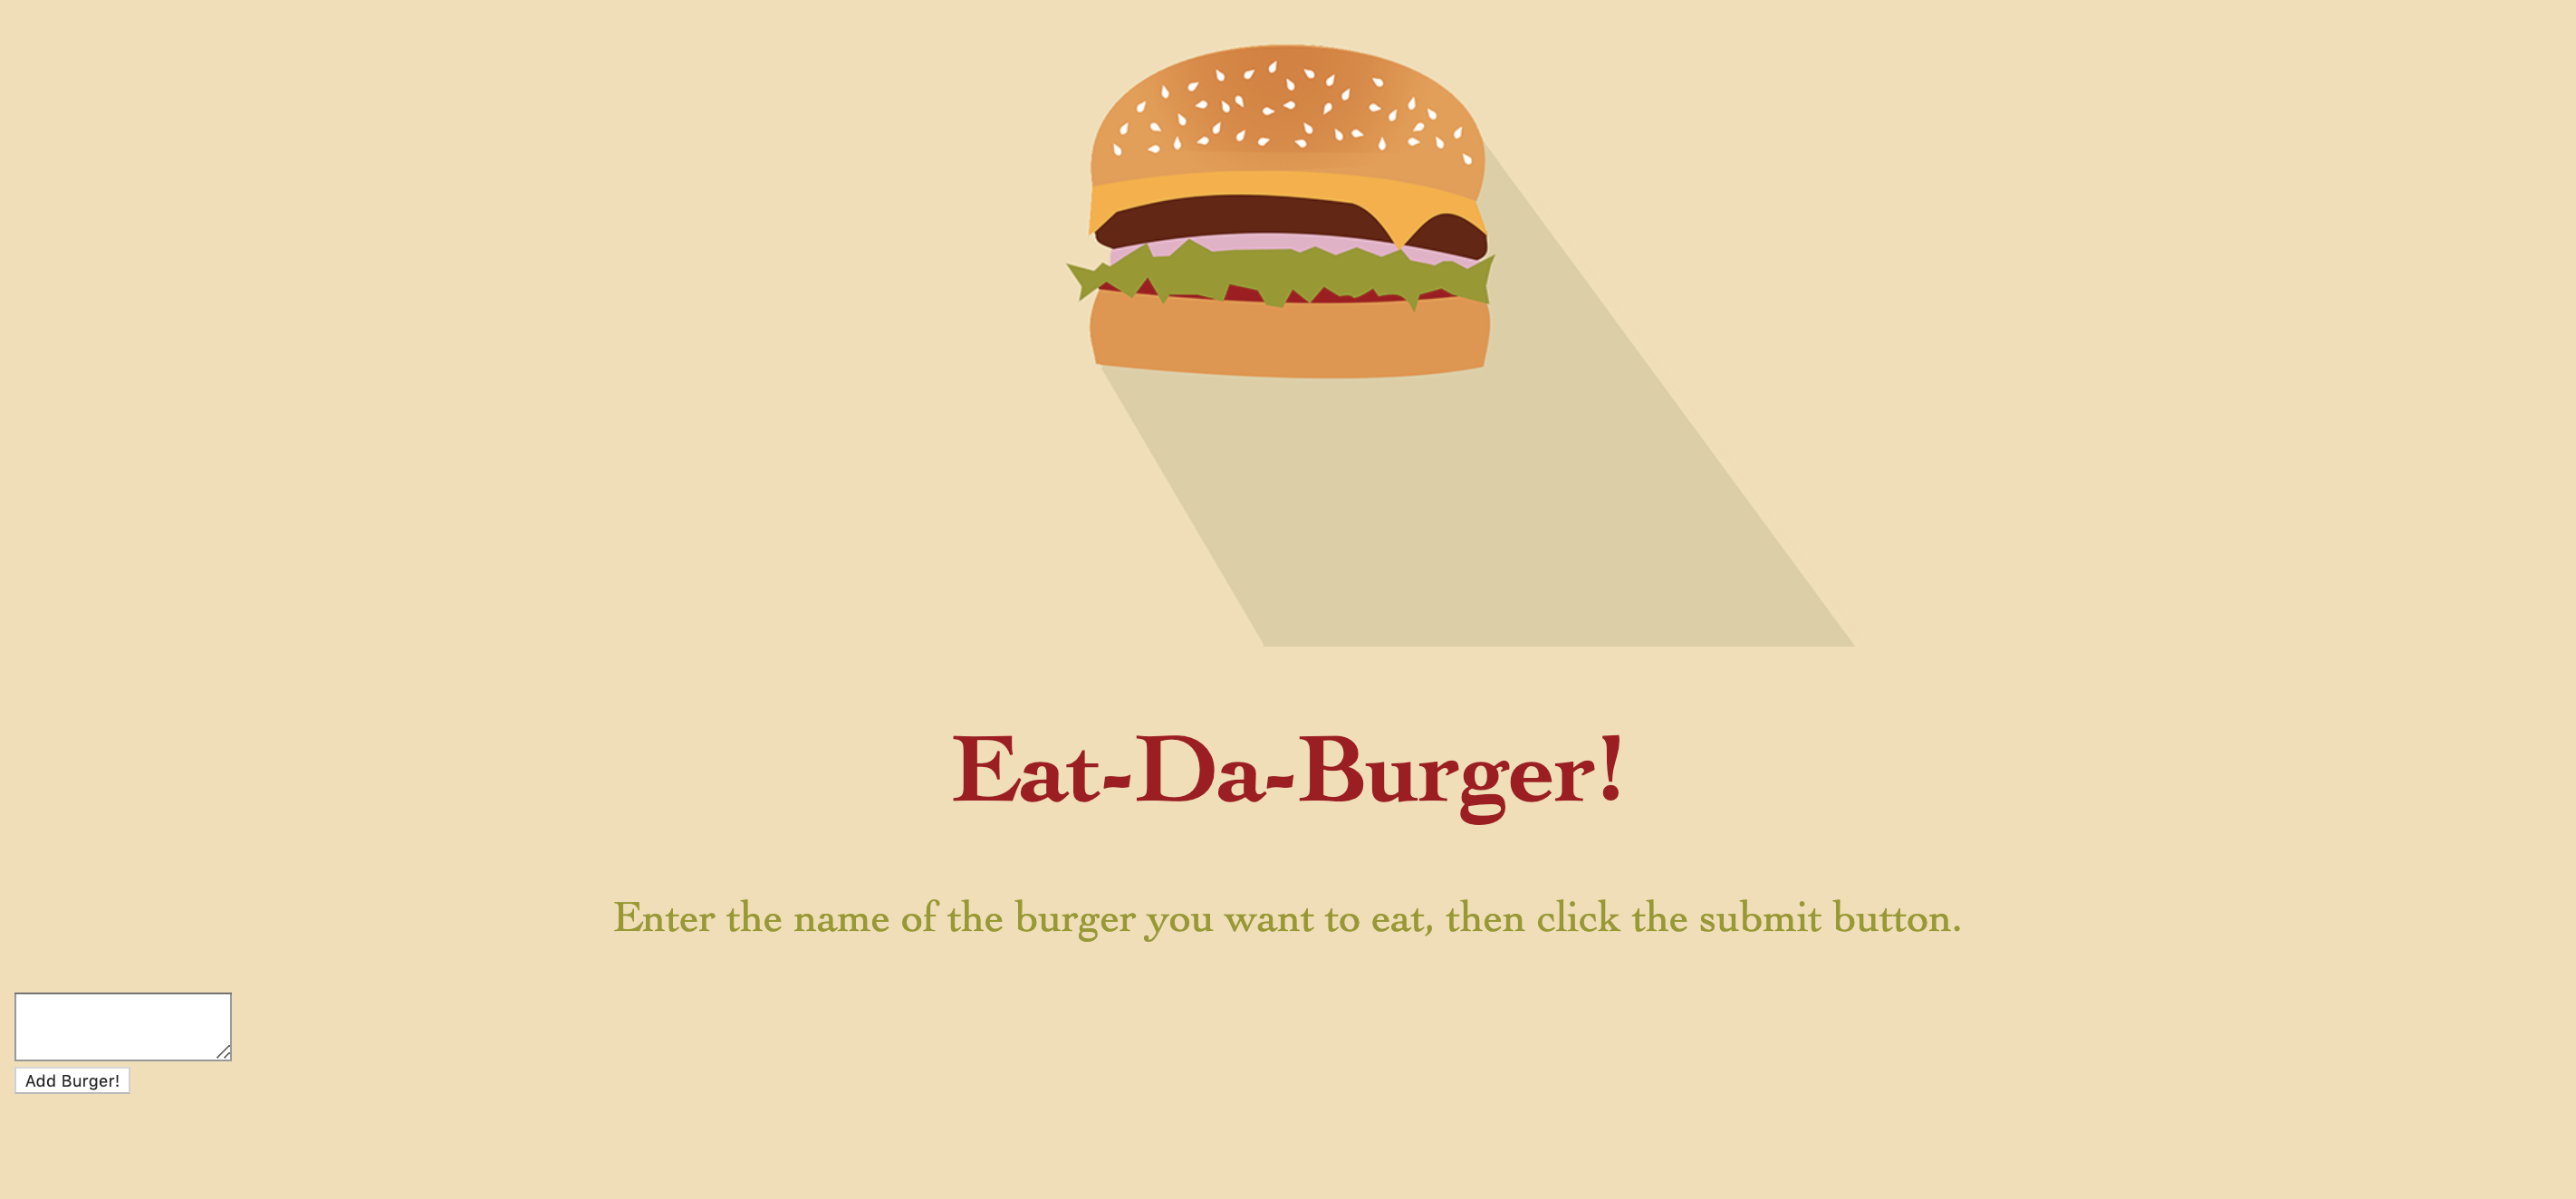 Eat-Da-Burger!
Enter the name of the burger you want to eat, then click the submit button.
Add Burger!